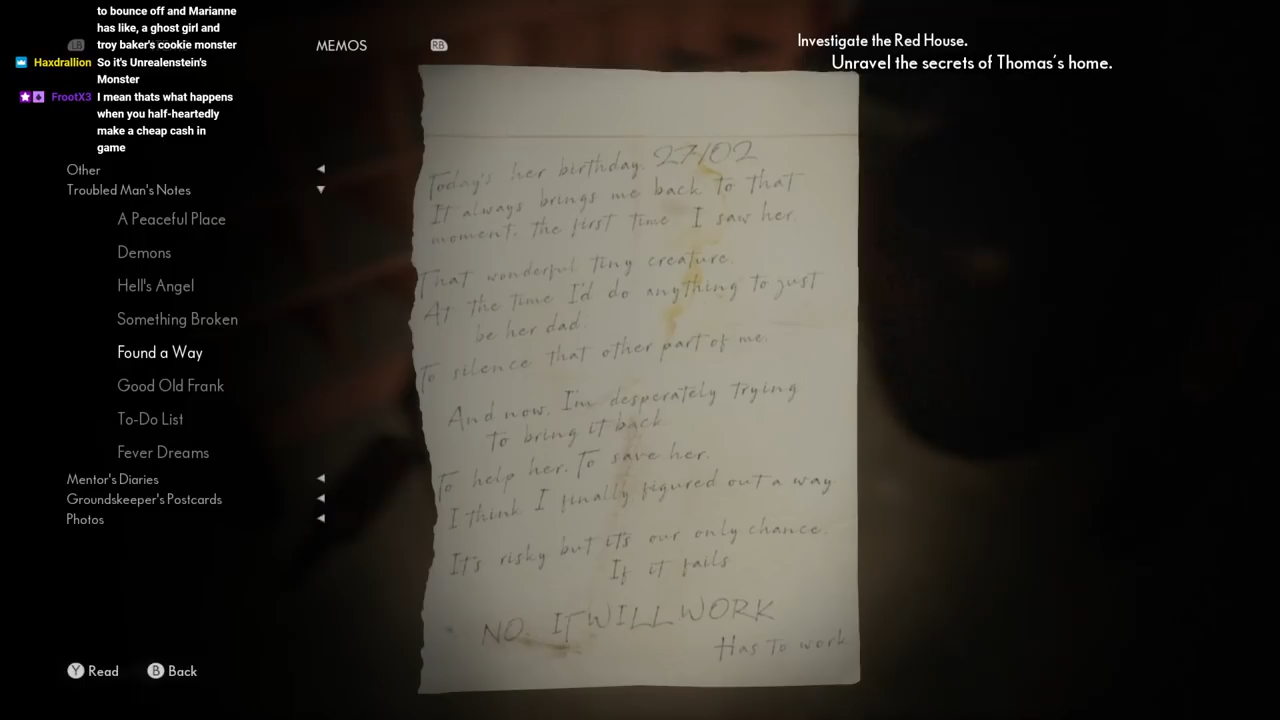 to bounce off and Marianne
has like, a ghost girl and
troy baker's cookie monster
Haxdrallion So it's Unrealenstein's
Monster
FrootX3 I mean thats what happens
when you half-heartedly
make a cheap cash in
game
LB
MEMOS
RB
Investigate the Red House.
Unravel the secrets of Thomas's home.
Other
Troubled Man's Notes
A Peaceful Place
Demons
Hell's Angel
Something Broken
Found a Way
Good Old Frank
To-Do List
Fever Dreams
Mentor's Diaries
Groundskeeper's Postcards
Photos
Today's her birthday. 27/02
It always brings me back to that
moment. The first time I saw her.
That wonderful tiny creature.
At the time I'd do anything to just
be her dad.
To silence that other part of me.
And now, I'm desperately trying
to bring it back
To help her. To save her.
I think I finally figured out a way
It's risky but it's our only chance.
If it fails
NO. IT WILL WORK
Has to work
Y Read
B Back